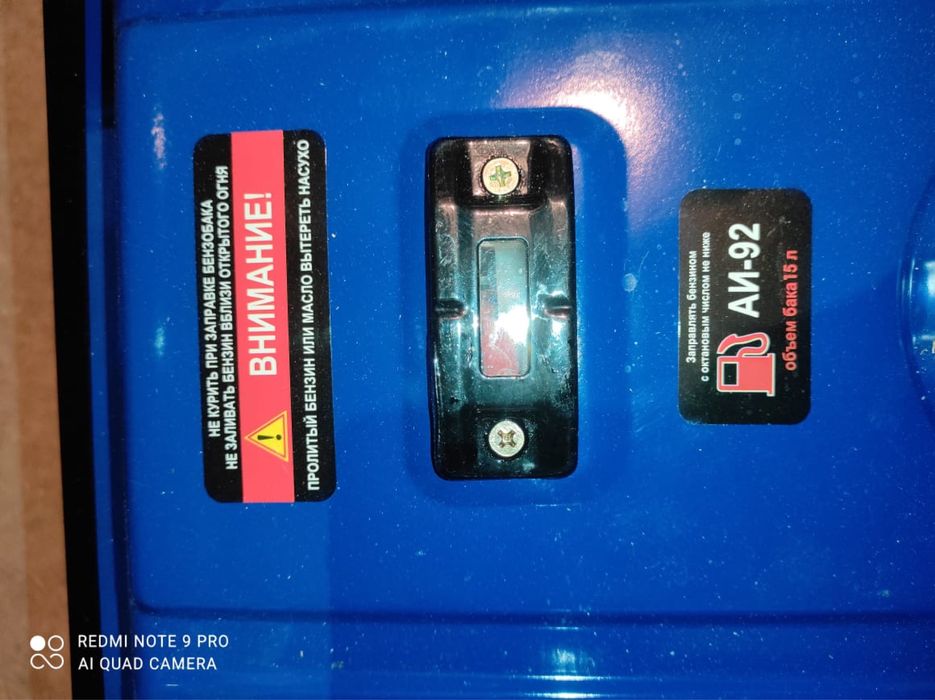 НЕ КУРИТЬ ПРИ ЗАПРАВКЕ БЕНЗОБАКА
НЕ ЗАЛИВАТЬ БЕНЗИН ВБЛИЗИ ОТКРЫТОГО ОГНЯ
ВНИМАНИЕ!
ПРОЛИТЫЙ БЕНЗИН ИЛИ МАСЛО ВЫТЕРЕТЬ НАСУХО
Заправлять бензином
с октановым числом не ниже
АИ-92
объем бака 15 л
REDMI NOTE 9 PRO
AI QUAD CAMERA